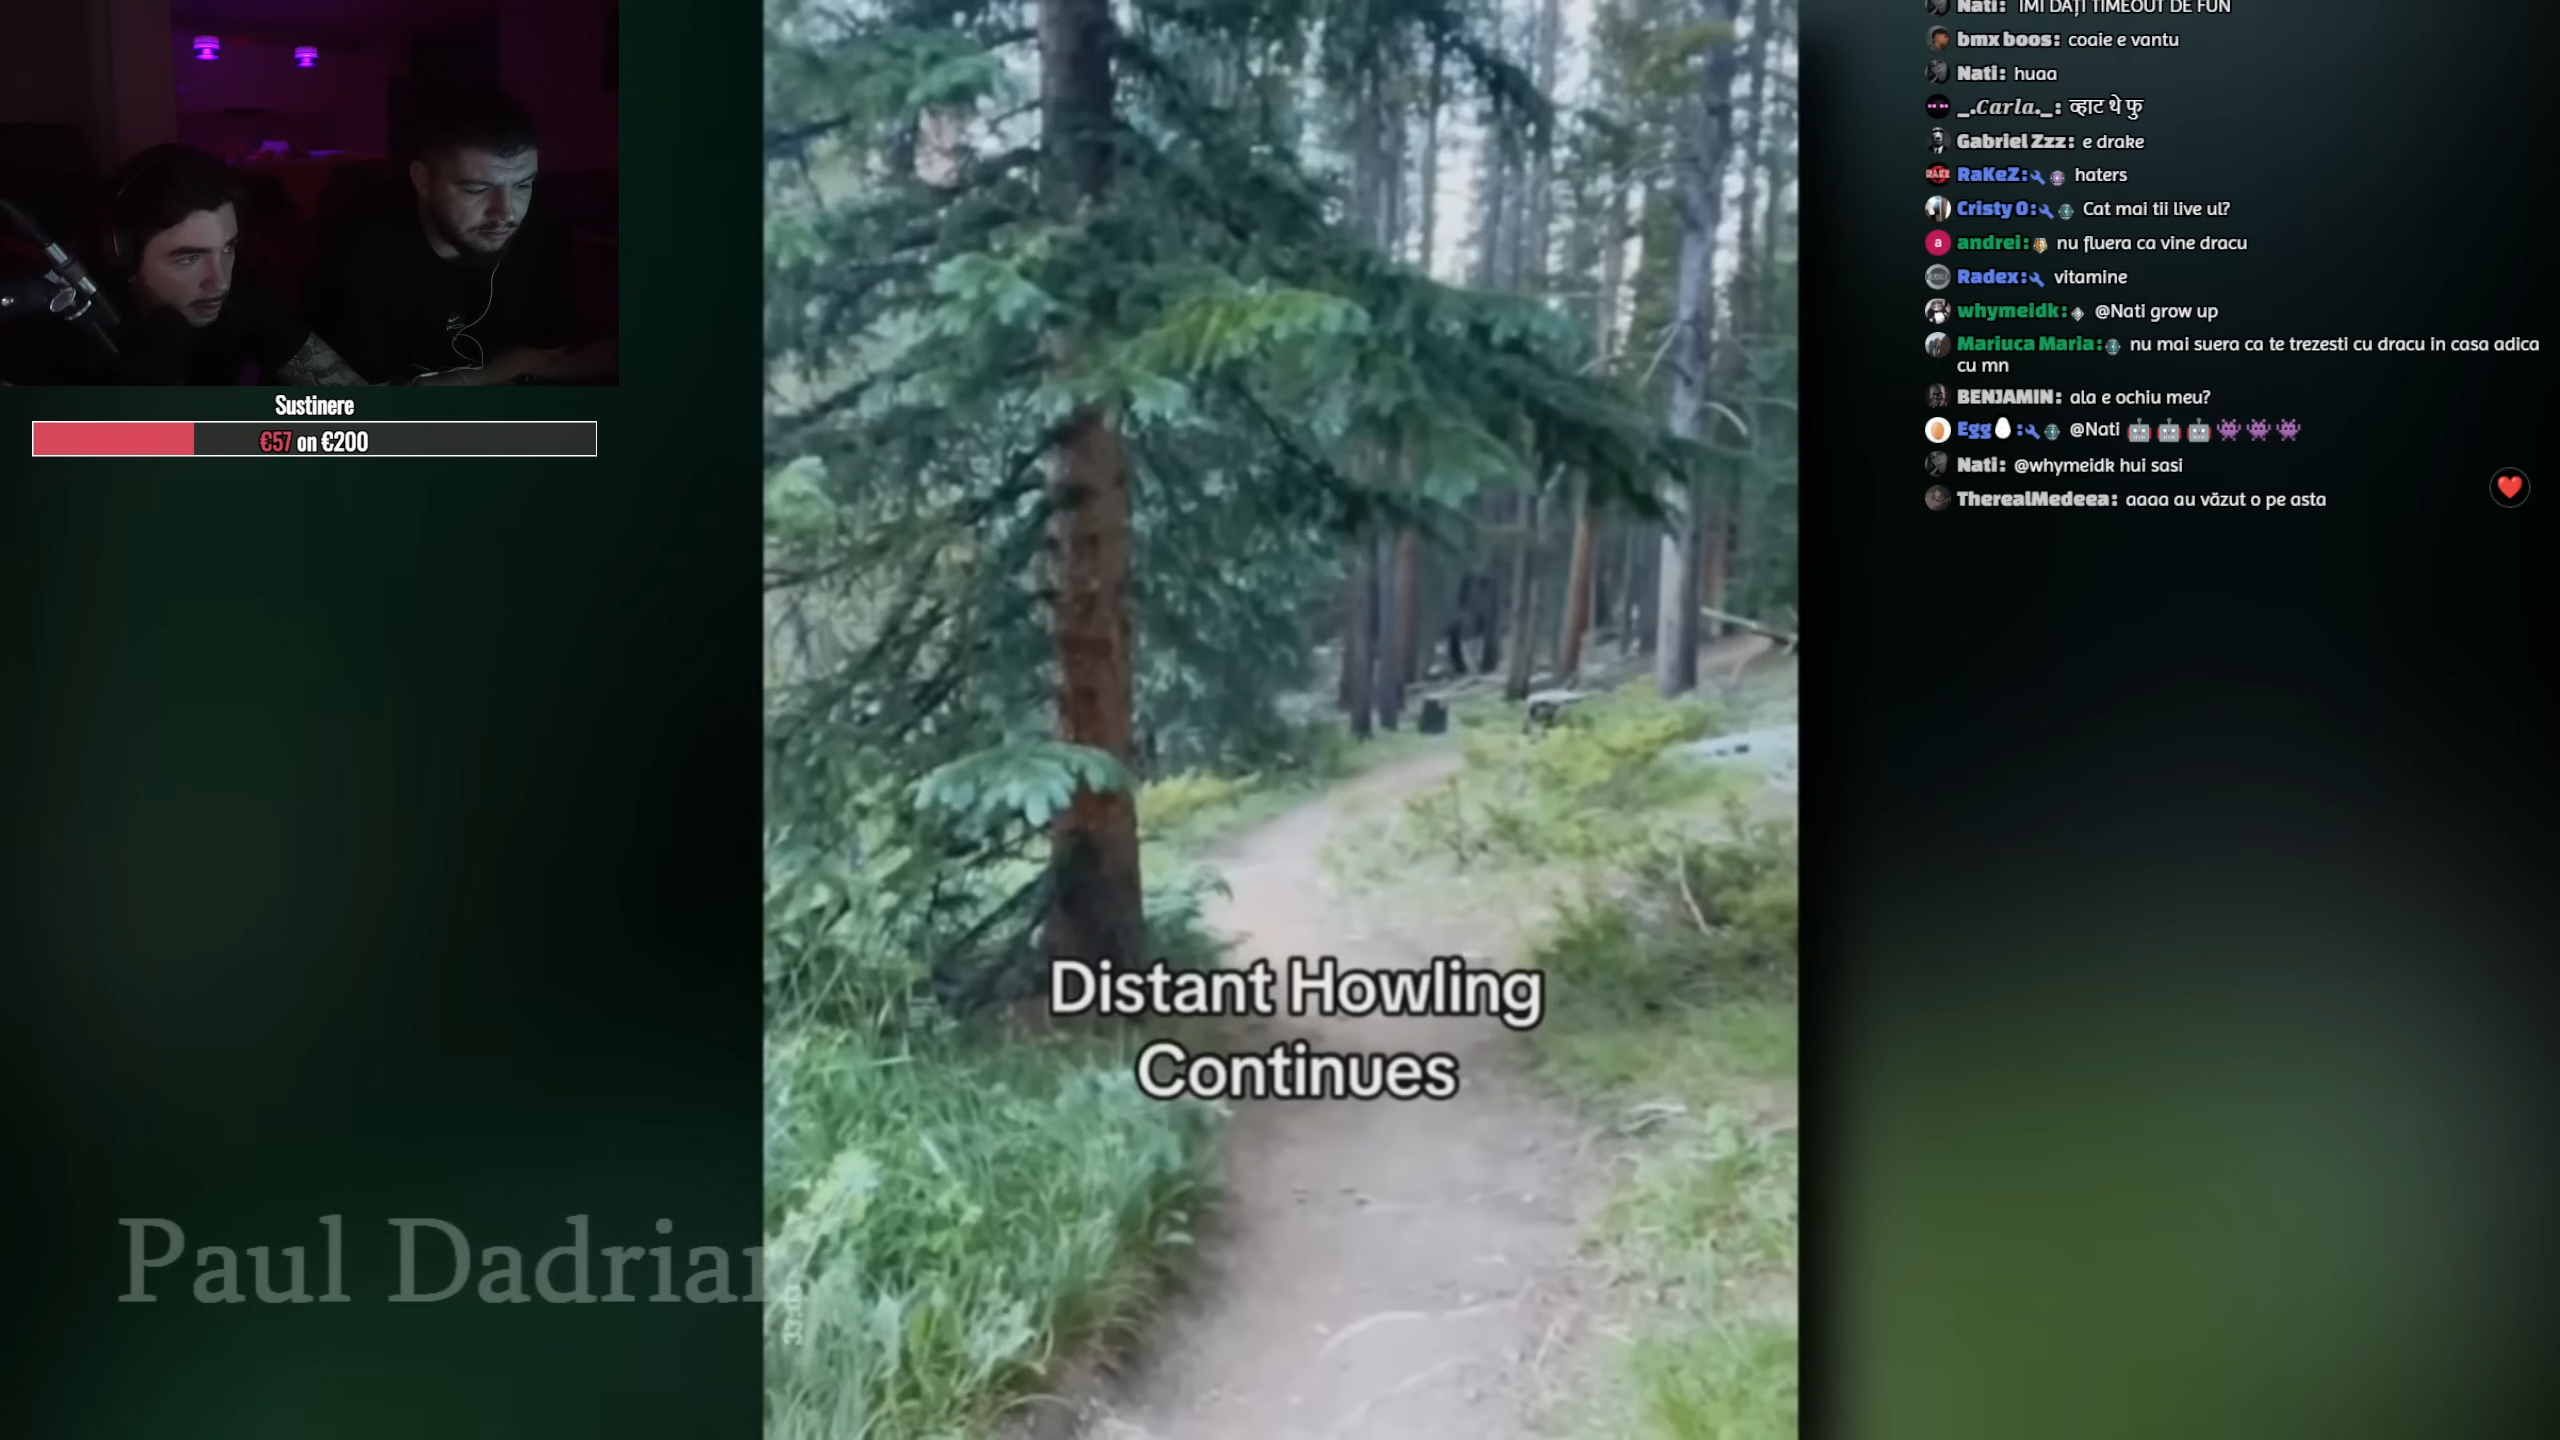 Nati: IMI DAȚI TIMEOUT DE FUN
bmx boos: coaie e vantu
Nati: huaa
_.Carla._: व्हाट थे फु
Gabriel Zzz: e drake
RaKeZ: haters
Cristy O: Cat mai tii live ul?
andrei: nu fluera ca vine dracu
Radex: vitamine
whymeidk: @Nati grow up
Mariuca Maria: nu mai suera ca te trezesti cu dracu in casa adica
cu mn
BENJAMIN: ala e ochiu meu?
Egg🥚: @Nati 🤖🤖🤖👾👾👾
Nati: @whymeidk hui sasi
TherealMedeea: aaaa au văzut o pe asta
Sustinere
€57 on €200
Distant Howling
Continues
Paul Dadrian